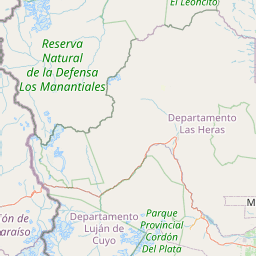 El Leoncito
Reserva
Natural
de la Defensa
Los Manantiales
Departamento
Las Heras
M
Departamento
Luján de
Cuyo
Parque
Provincial
Cordón
Del Plata
ón de
araíso